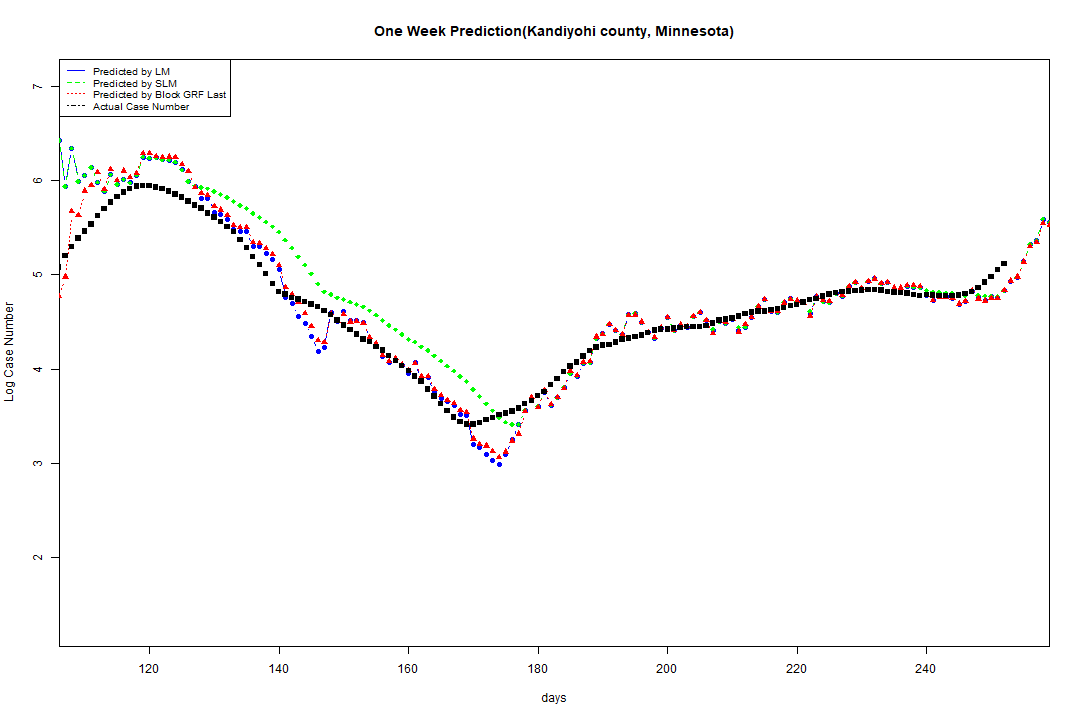 One Week Prediction(Kandiyohi county, Minnesota)
Predicted by LM
Predicted by SLM
Predicted by Block GRF Last
Actual Case Number
7
6
5
4
3
2
Log Case Number
120 140 160 180 200 220 240
days